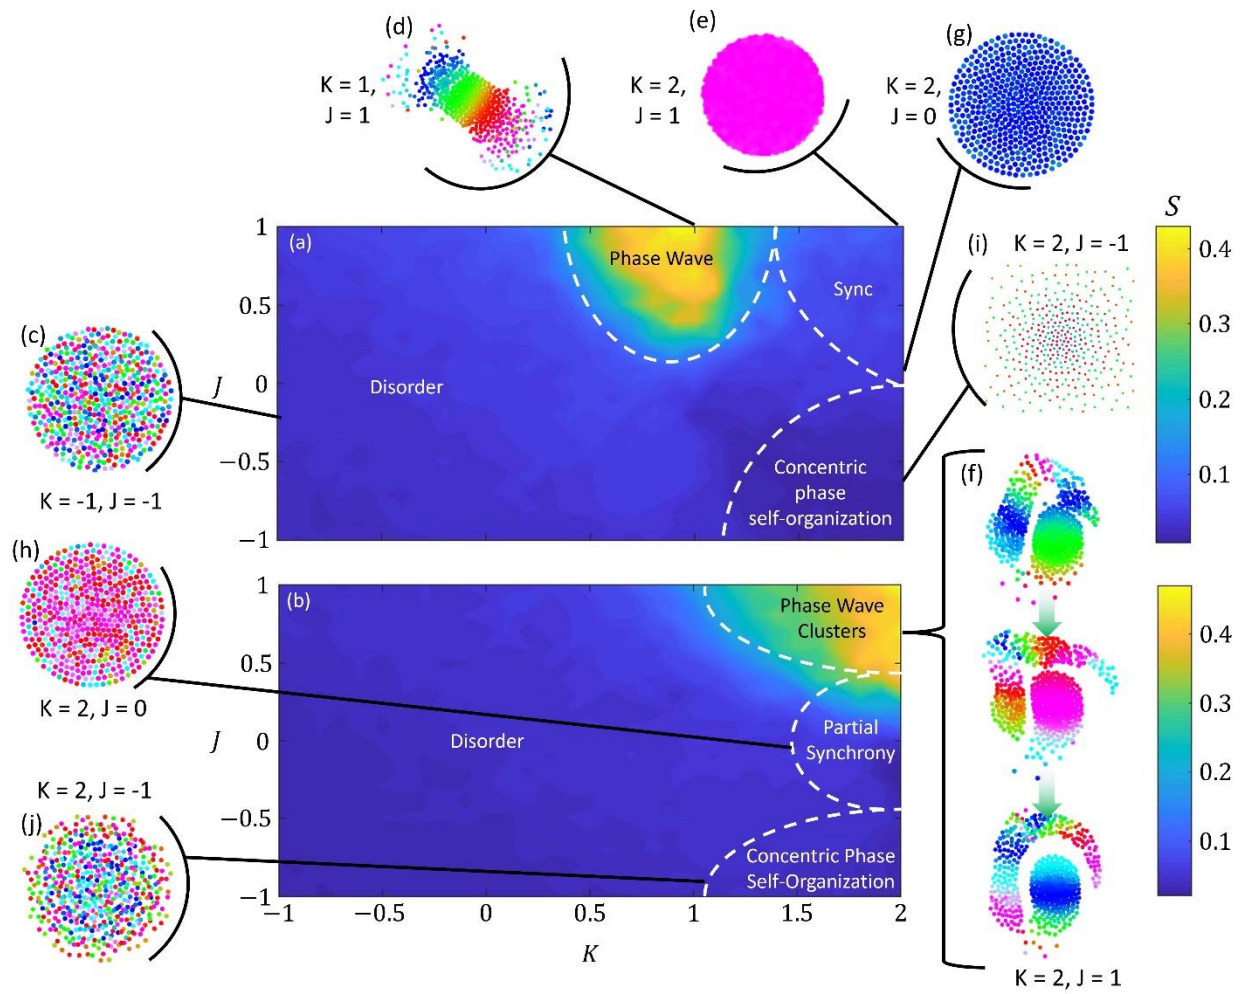 (d)
K = 1,
J = 1
(e)
K = 2,
J = 1
(g)
K = 2,
J = 0
S
0.4
0.3
0.2
0.1
(i)
K = 2, J = -1
(a)
1
0.5
0
−0.5
−1
J
Phase Wave
Sync
Disorder
Concentric
phase
self-organization
(c)
K = -1, J = -1
(f)
K = 2, J = 1
(h)
K = 2, J = 0
(b)
1
0.5
0
−0.5
−1
J
Phase Wave
Clusters
Disorder
Partial
Synchrony
Concentric Phase
Self-Organization
0.4
0.3
0.2
0.1
K = 2, J = -1
(j)
−1
−0.5
0
0.5
1
1.5
2
K